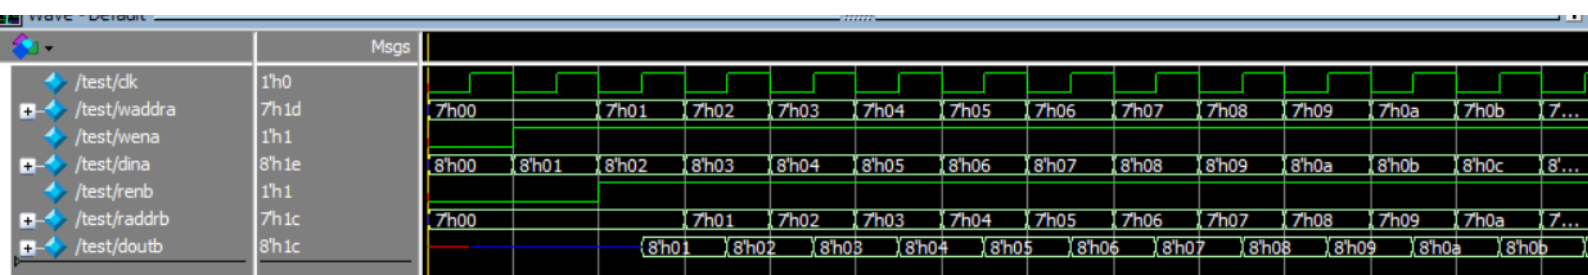 Wave - Default
Msgs
/test/clk 1'h0
/test/waddra 7'h1d 7'h00 7'h01 7'h02 7'h03 7'h04 7'h05 7'h06 7'h07 7'h08 7'h09 7'h0a 7'h0b 7'...
/test/wena 1'h1
/test/dina 8'h1e 8'h00 8'h01 8'h02 8'h03 8'h04 8'h05 8'h06 8'h07 8'h08 8'h09 8'h0a 8'h0b 8'h0c 8'...
/test/renb 1'h1
/test/raddrb 7'h1c 7'h00 7'h01 7'h02 7'h03 7'h04 7'h05 7'h06 7'h07 7'h08 7'h09 7'h0a 7'...
/test/doutb 8'h1c 8'h01 8'h02 8'h03 8'h04 8'h05 8'h06 8'h07 8'h08 8'h09 8'h0a 8'h0b